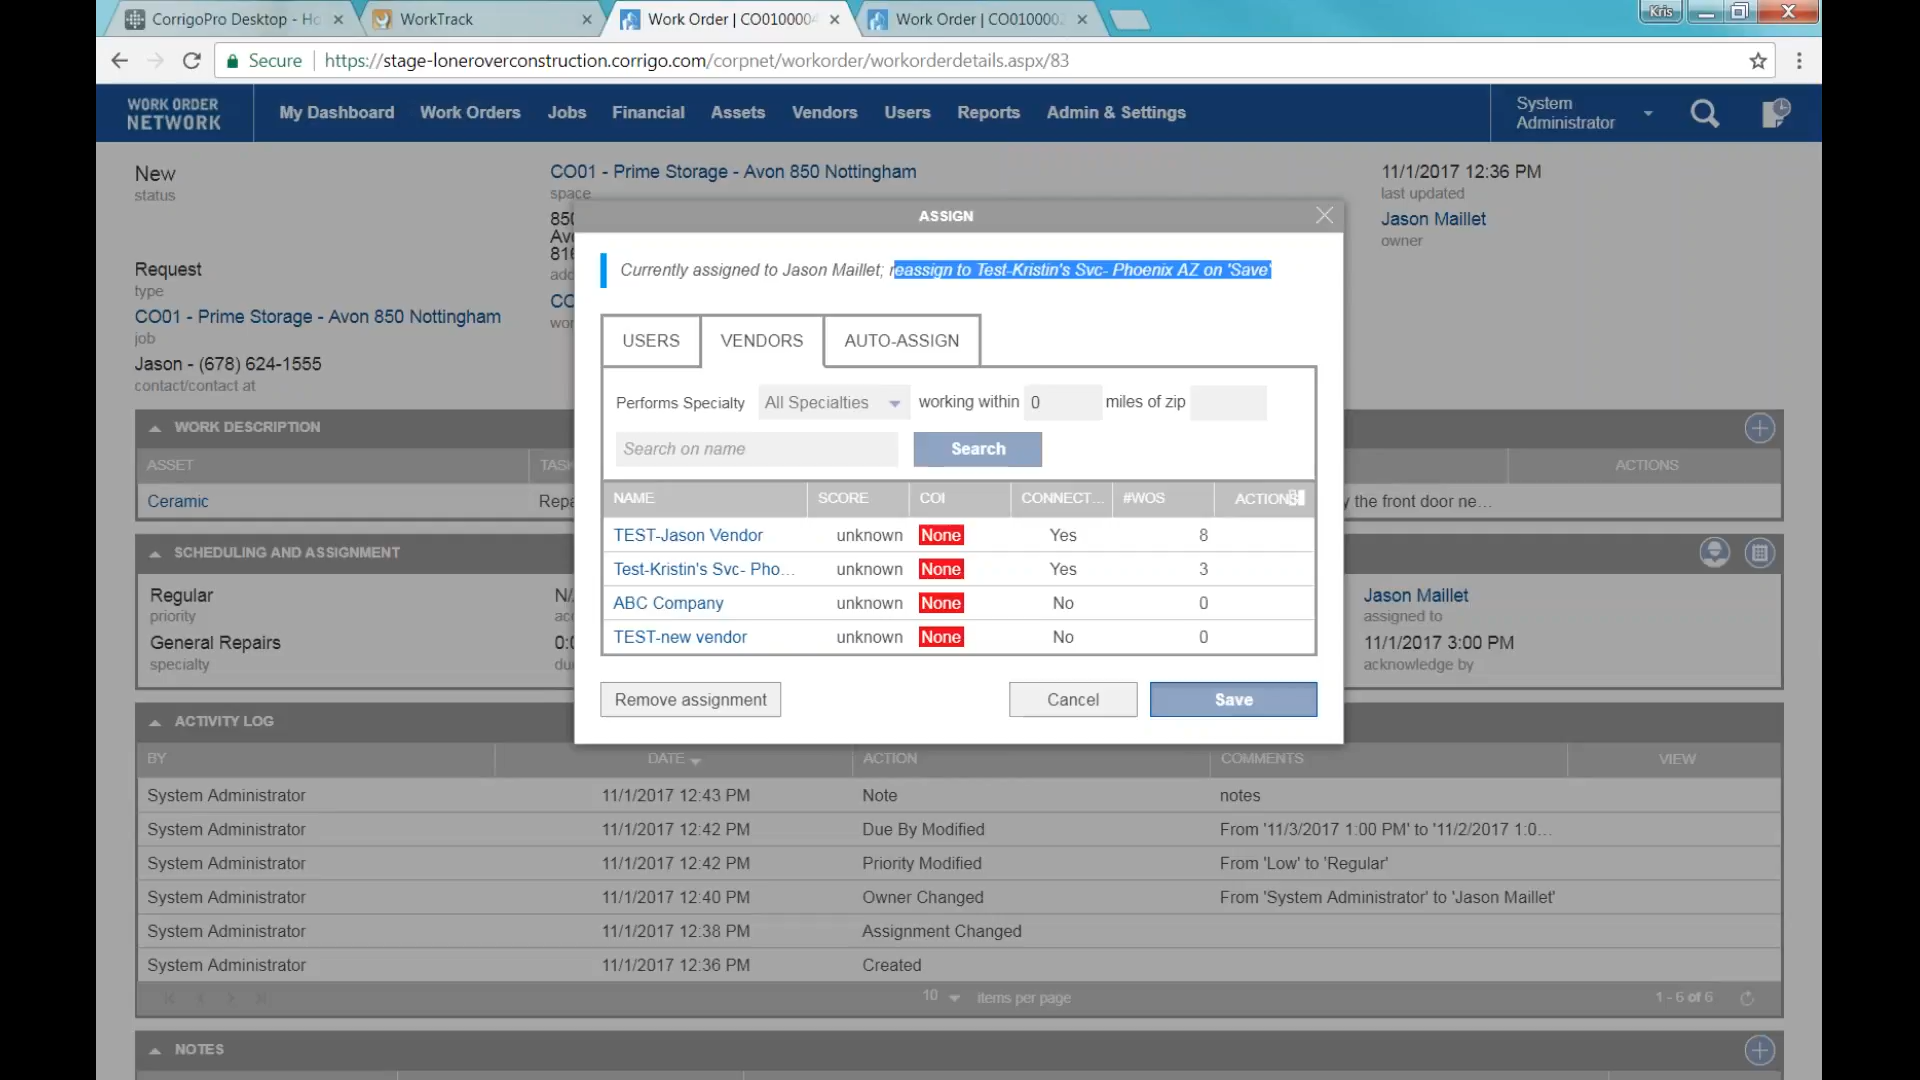 CorrigoPro Desktop - Ho
WorkTrack
Work Order | CO0100004
Work Order | CO0100002
Kris
Secure https://stage-loneroverconstruction.corrigo.com/corpnet/workorder/workorderdetails.aspx/83
WORK ORDER
NETWORK
My Dashboard Work Orders Jobs Financial Assets Vendors Users Reports Admin & Settings
System
Administrator
New
status
CO01 - Prime Storage - Avon 850 Nottingham
space
11/1/2017 12:36 PM
last updated
Jason Maillet
owner
Request
type
CO01 - Prime Storage - Avon 850 Nottingham
job
Jason - (678) 624-1555
contact/contact at
ASSIGN
Currently assigned to Jason Maillet; reassign to Test-Kristin's Svc- Phoenix AZ on 'Save'
USERS VENDORS AUTO-ASSIGN
Performs Specialty All Specialties working within 0 miles of zip
Search on name Search
NAME SCORE COI CONNECT... #WOS ACTIONS
TEST-Jason Vendor unknown None Yes 8
Test-Kristin's Svc- Pho... unknown None Yes 3
ABC Company unknown None No 0
TEST-new vendor unknown None No 0
Remove assignment Cancel Save
WORK DESCRIPTION
ASSET TASK ACTIONS
Ceramic Repa y the front door ne...
SCHEDULING AND ASSIGNMENT
Regular
priority
General Repairs
specialty
Jason Maillet
assigned to
11/1/2017 3:00 PM
acknowledge by
ACTIVITY LOG
BY DATE ACTION COMMENTS VIEW
System Administrator 11/1/2017 12:43 PM Note notes
System Administrator 11/1/2017 12:42 PM Due By Modified From '11/3/2017 1:00 PM' to '11/2/2017 1:0...
System Administrator 11/1/2017 12:42 PM Priority Modified From 'Low' to 'Regular'
System Administrator 11/1/2017 12:40 PM Owner Changed From 'System Administrator' to 'Jason Maillet'
System Administrator 11/1/2017 12:38 PM Assignment Changed
System Administrator 11/1/2017 12:36 PM Created
10 items per page 1 - 6 of 6
NOTES